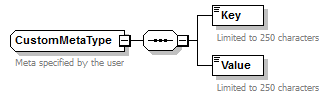 Key
Limited to 250 characters
CustomMetaType
Meta specified by the user
Value
Limited to 250 characters